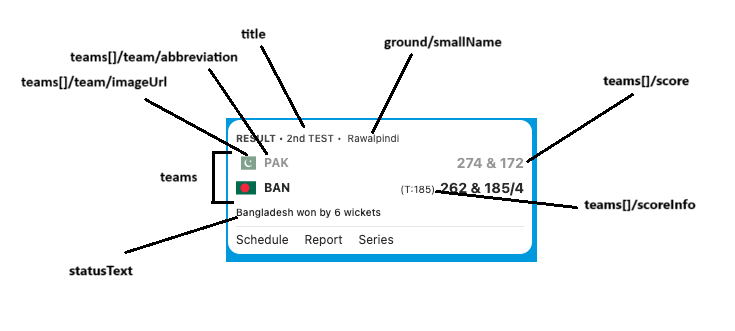 title
ground/smallName
teams[]/team/abbreviation
teams[]/team/imageUrl
teams[]/score
RESULT • 2nd TEST • Rawalpindi
PAK 274 & 172
teams
BAN (T:185) 262 & 185/4
teams[]/scoreInfo
Bangladesh won by 6 wickets
Schedule Report Series
statusText